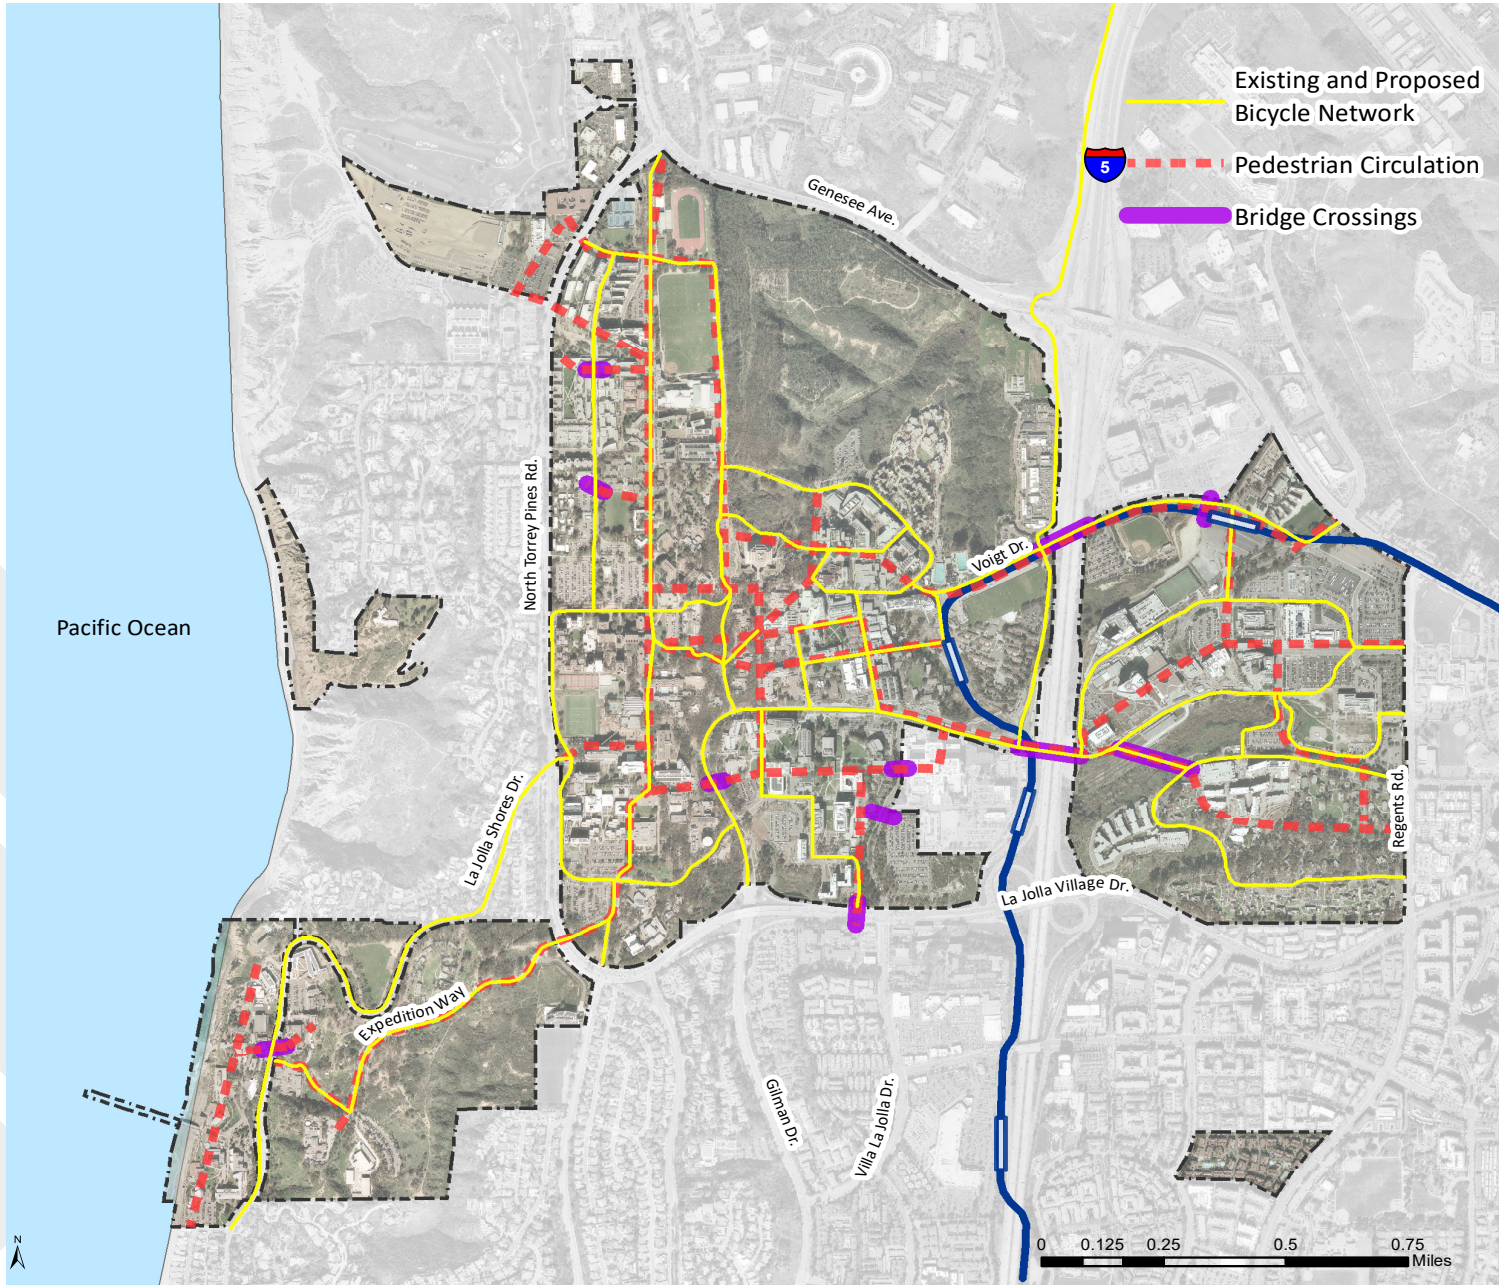 Existing and Proposed
Bicycle Network
5
Pedestrian Circulation
Bridge Crossings
Genesee Ave.
North Torrey Pines Rd.
Voigt Dr.
Pacific Ocean
La Jolla Shores Dr.
Regents Rd.
La Jolla Village Dr.
Expedition Way
Gilman Dr.
Villa La Jolla Dr.
N
0 0.125 0.25 0.5 0.75
Miles